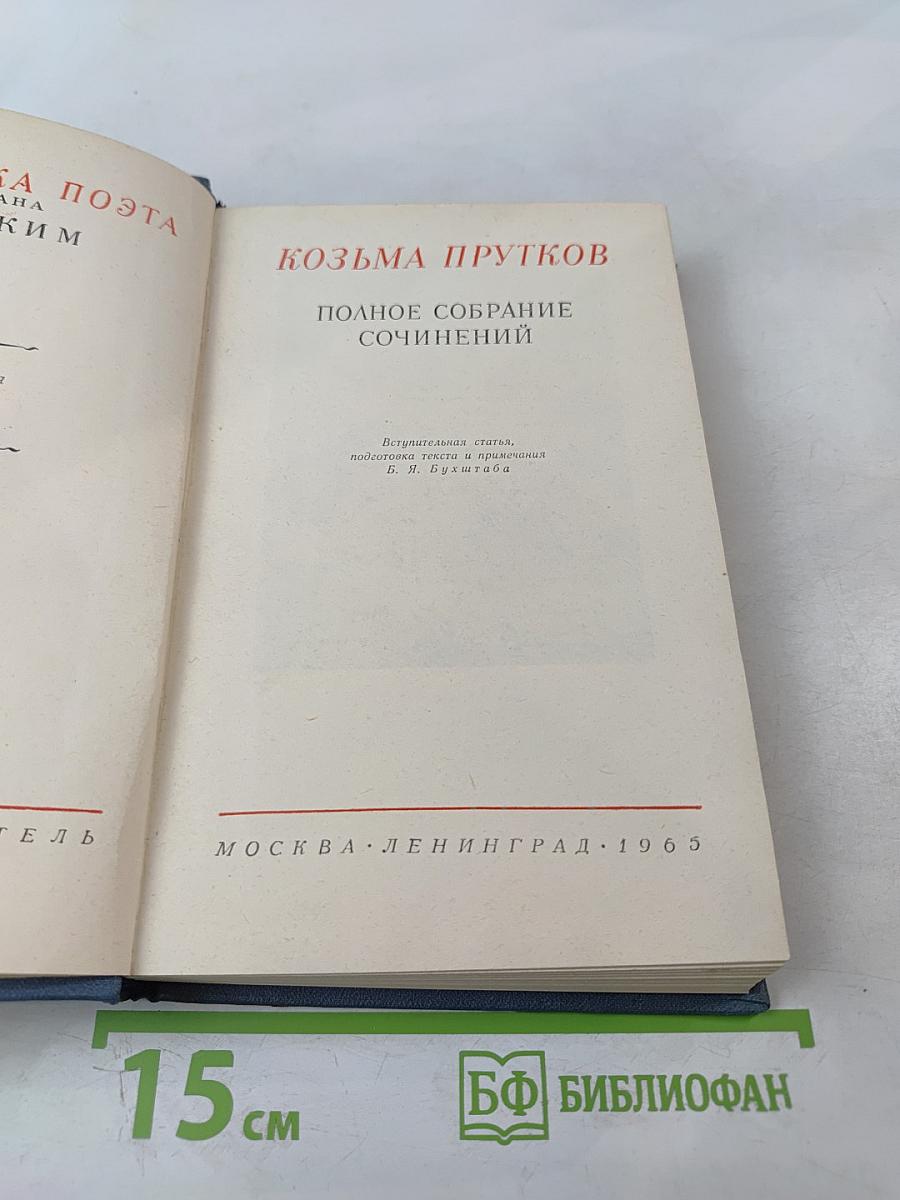 КА ПОЭТА
АНА
КИМ
я
ТЕЛЬ
КОЗЬМА ПРУТКОВ
ПОЛНОЕ СОБРАНИЕ
СОЧИНЕНИЙ
Вступительная статья,
подготовка текста и примечания
Б. Я. Бухштаба
МОСКВА · ЛЕНИНГРАД · 1965
15 см
БФ БИБЛИОФАН